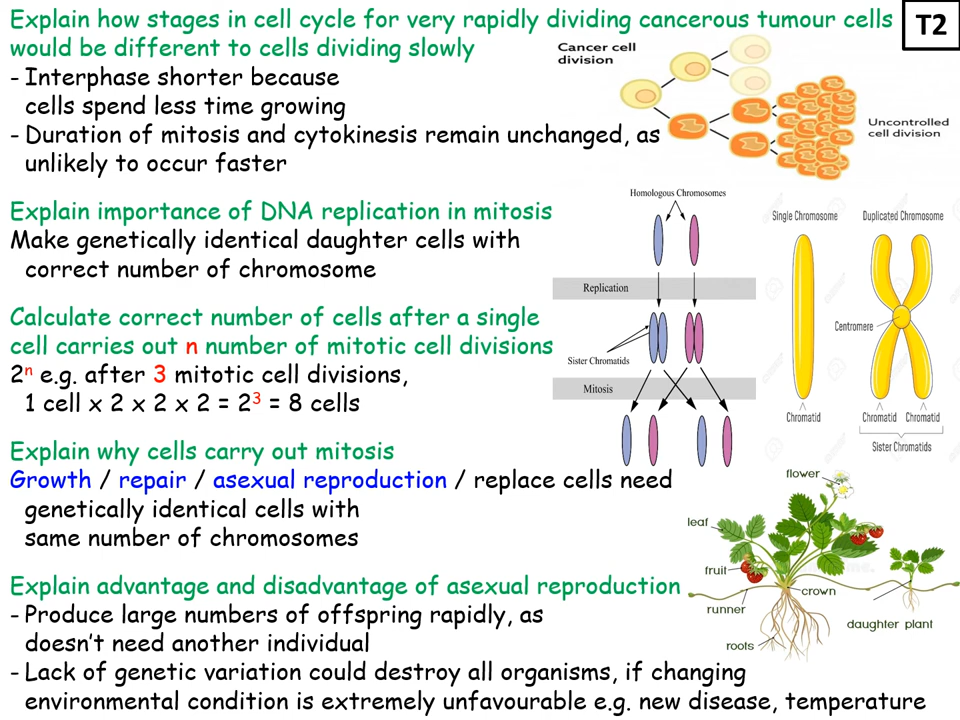 Explain how stages in cell cycle for very rapidly dividing cancerous tumour cells
would be different to cells dividing slowly
T2
- Interphase shorter because
cells spend less time growing
- Duration of mitosis and cytokinesis remain unchanged, as
unlikely to occur faster
Cancer cell
division
Uncontrolled
cell division
Explain importance of DNA replication in mitosis
Make genetically identical daughter cells with
correct number of chromosome
Homologous Chromosomes
Replication
Sister Chromatids
Mitosis
Single Chromosome
Duplicated Chromosome
Centromere
Chromatid
Chromatid Chromatid
Sister Chromatids
Calculate correct number of cells after a single
cell carries out n number of mitotic cell divisions
2ⁿ e.g. after 3 mitotic cell divisions,
1 cell x 2 x 2 x 2 = 2³ = 8 cells
Explain why cells carry out mitosis
Growth / repair / asexual reproduction / replace cells need
genetically identical cells with
same number of chromosomes
flower
leaf
fruit
runner
crown
roots
daughter plant
Explain advantage and disadvantage of asexual reproduction
- Produce large numbers of offspring rapidly, as
doesn't need another individual
- Lack of genetic variation could destroy all organisms, if changing
environmental condition is extremely unfavourable e.g. new disease, temperature